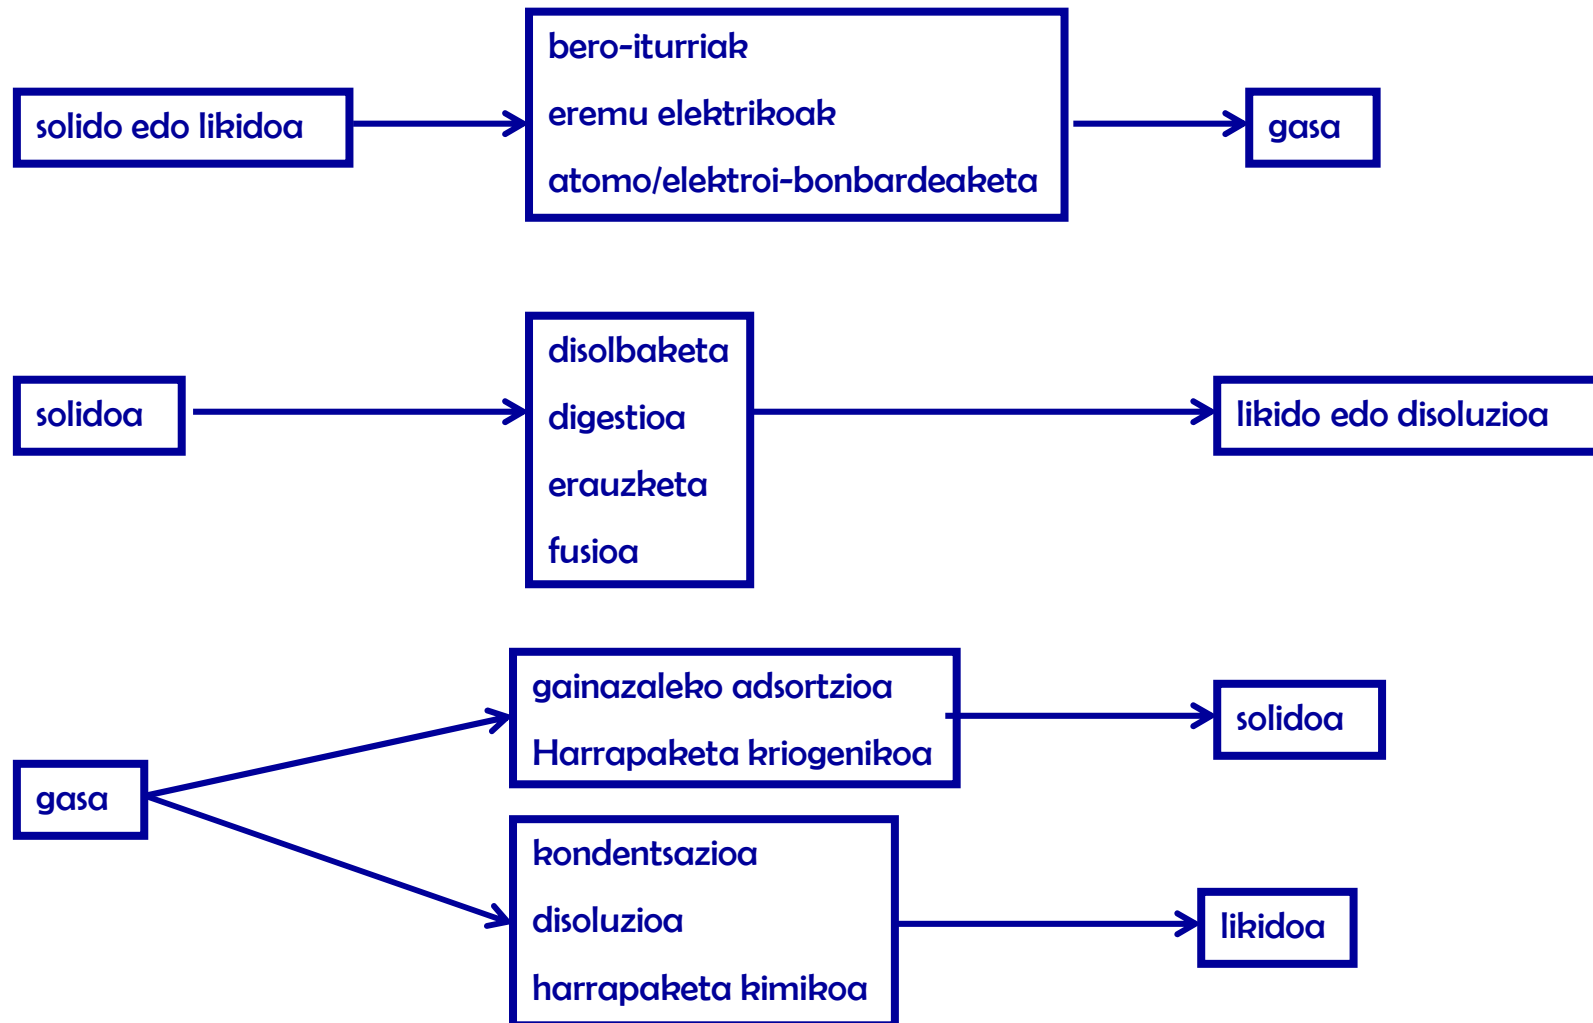 solido edo likidoa
bero-iturriak
eremu elektrikoak
atomo/elektroi-bonbardeaketa
gasa
solidoa
disolbaketa
digestioa
erauzketa
fusioa
likido edo disoluzioa
gasa
gainazaleko adsortzioa
Harrapaketa kriogenikoa
solidoa
kondentsazioa
disoluzioa
harrapaketa kimikoa
likidoa